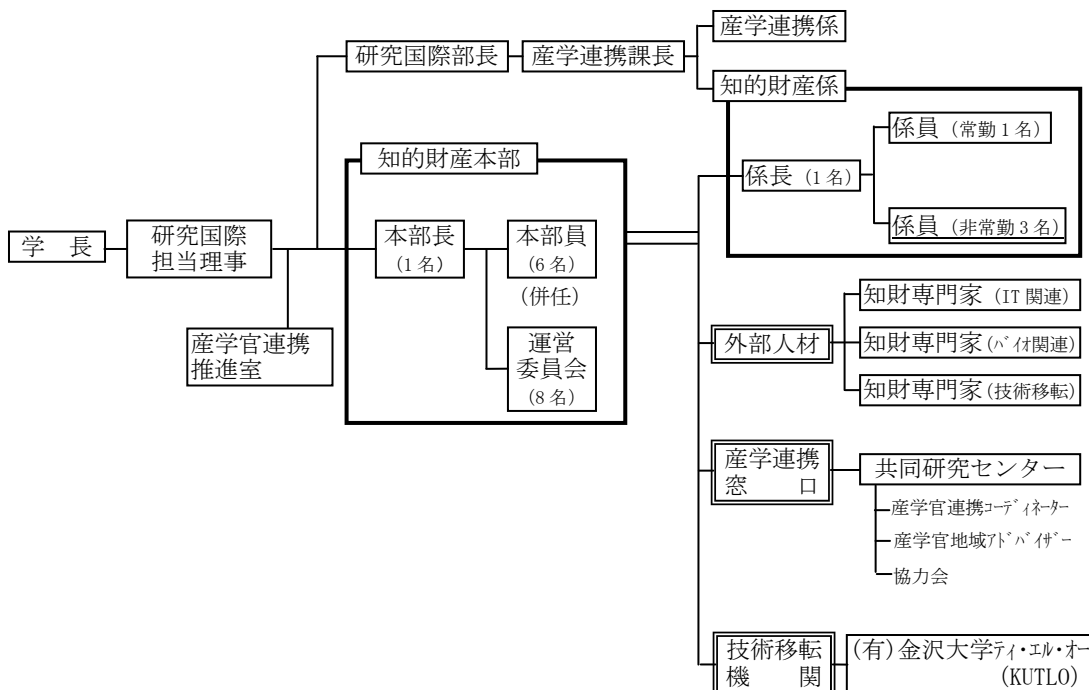 産学連携係
研究国際部長
産学連携課長
知的財産係
係員 (常勤1名)
知的財産本部
係長 (1名)
学 長
研究国際
担当理事
本部長
(1名)
本部員
(6名)
(併任)
係員 (非常勤3名)
産学官連携
推進室
運営
委員会
(8名)
知財専門家 (IT関連)
外部人材
知財専門家(バイオ関連)
知財専門家(技術移転)
産学連携
窓 口
共同研究センター
産学官連携コーディネーター
産学官地域アドバイザー
協力会
技術移転
機 関
(有)金沢大学ティ・エル・オー
(KUTLO)